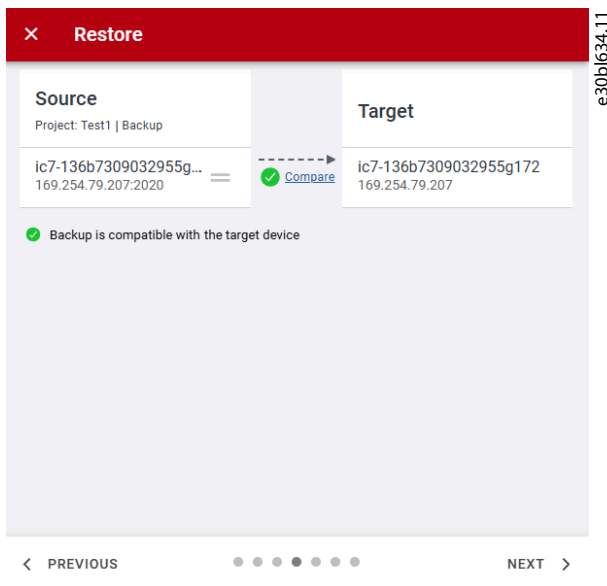 Restore
Source
Project: Test1 | Backup
Target
ic7-136b7309032955g...
169.254.79.207:2020
Compare
ic7-136b7309032955g172
169.254.79.207
Backup is compatible with the target device
PREVIOUS
NEXT
e30bl634.11